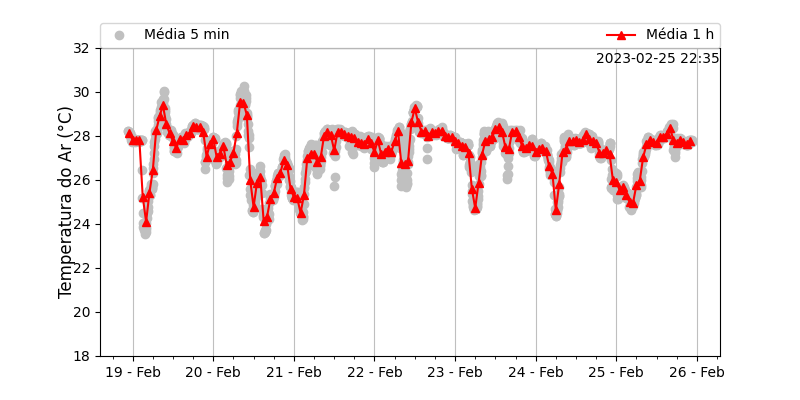 Média 5 min
Média 1 h
2023-02-25 22:35
Temperatura do Ar (°C)
32
30
28
26
24
22
20
18
19 - Feb
20 - Feb
21 - Feb
22 - Feb
23 - Feb
24 - Feb
25 - Feb
26 - Feb